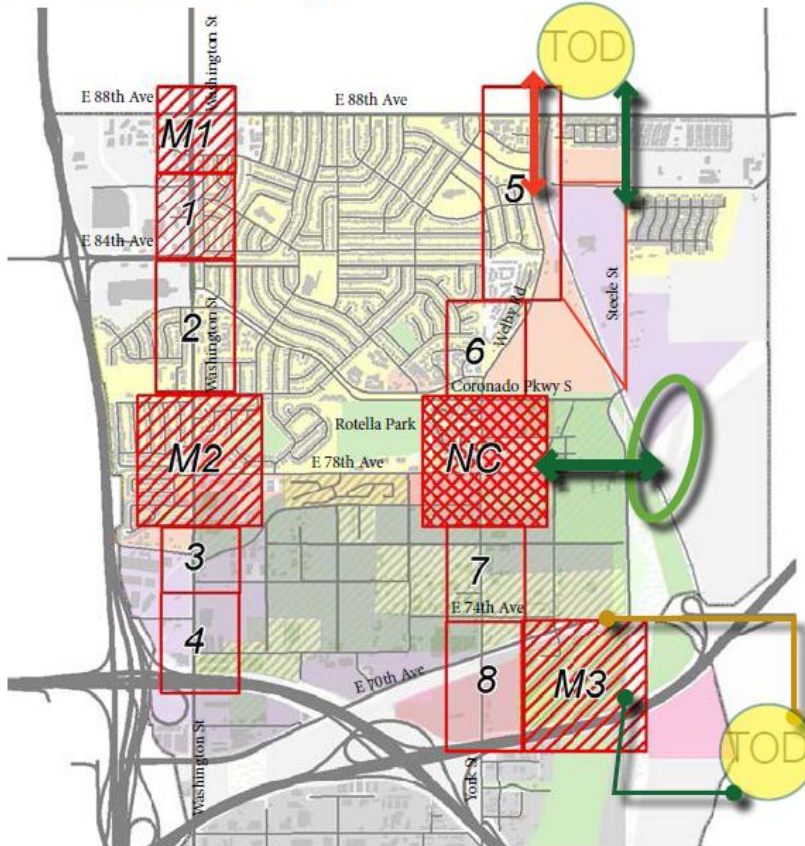 TOD
Washington St
E 88th Ave
E 88th Ave
M1
5
1
E 84th Ave
Steele St
2
Washington St
6
Welby Rd
Coronado Pkwy S
Rotella Park
M2
NC
E 78th Ave
3
7
E 74th Ave
4
E 70th Ave
8
M3
TOD
Washington St
York St